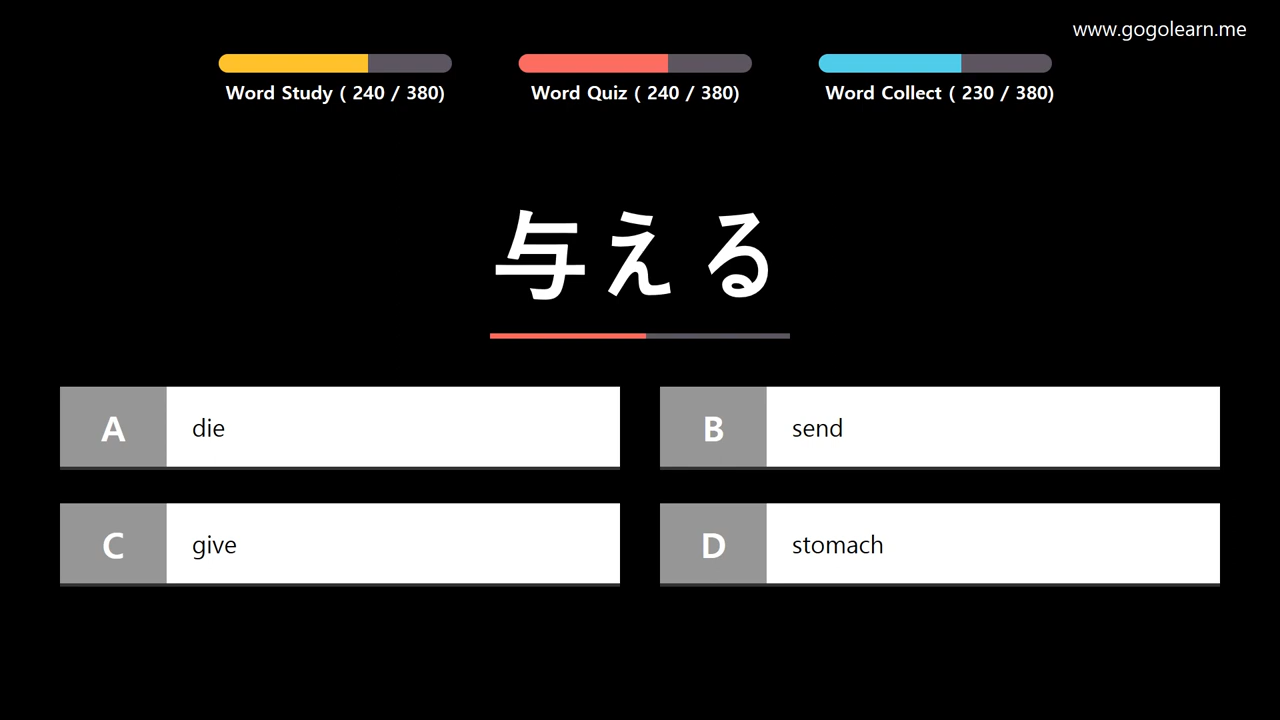 www.gogolearn.me
Word Study ( 240 / 380)
Word Quiz ( 240 / 380)
Word Collect ( 230 / 380)
与える
A die
B send
C give
D stomach